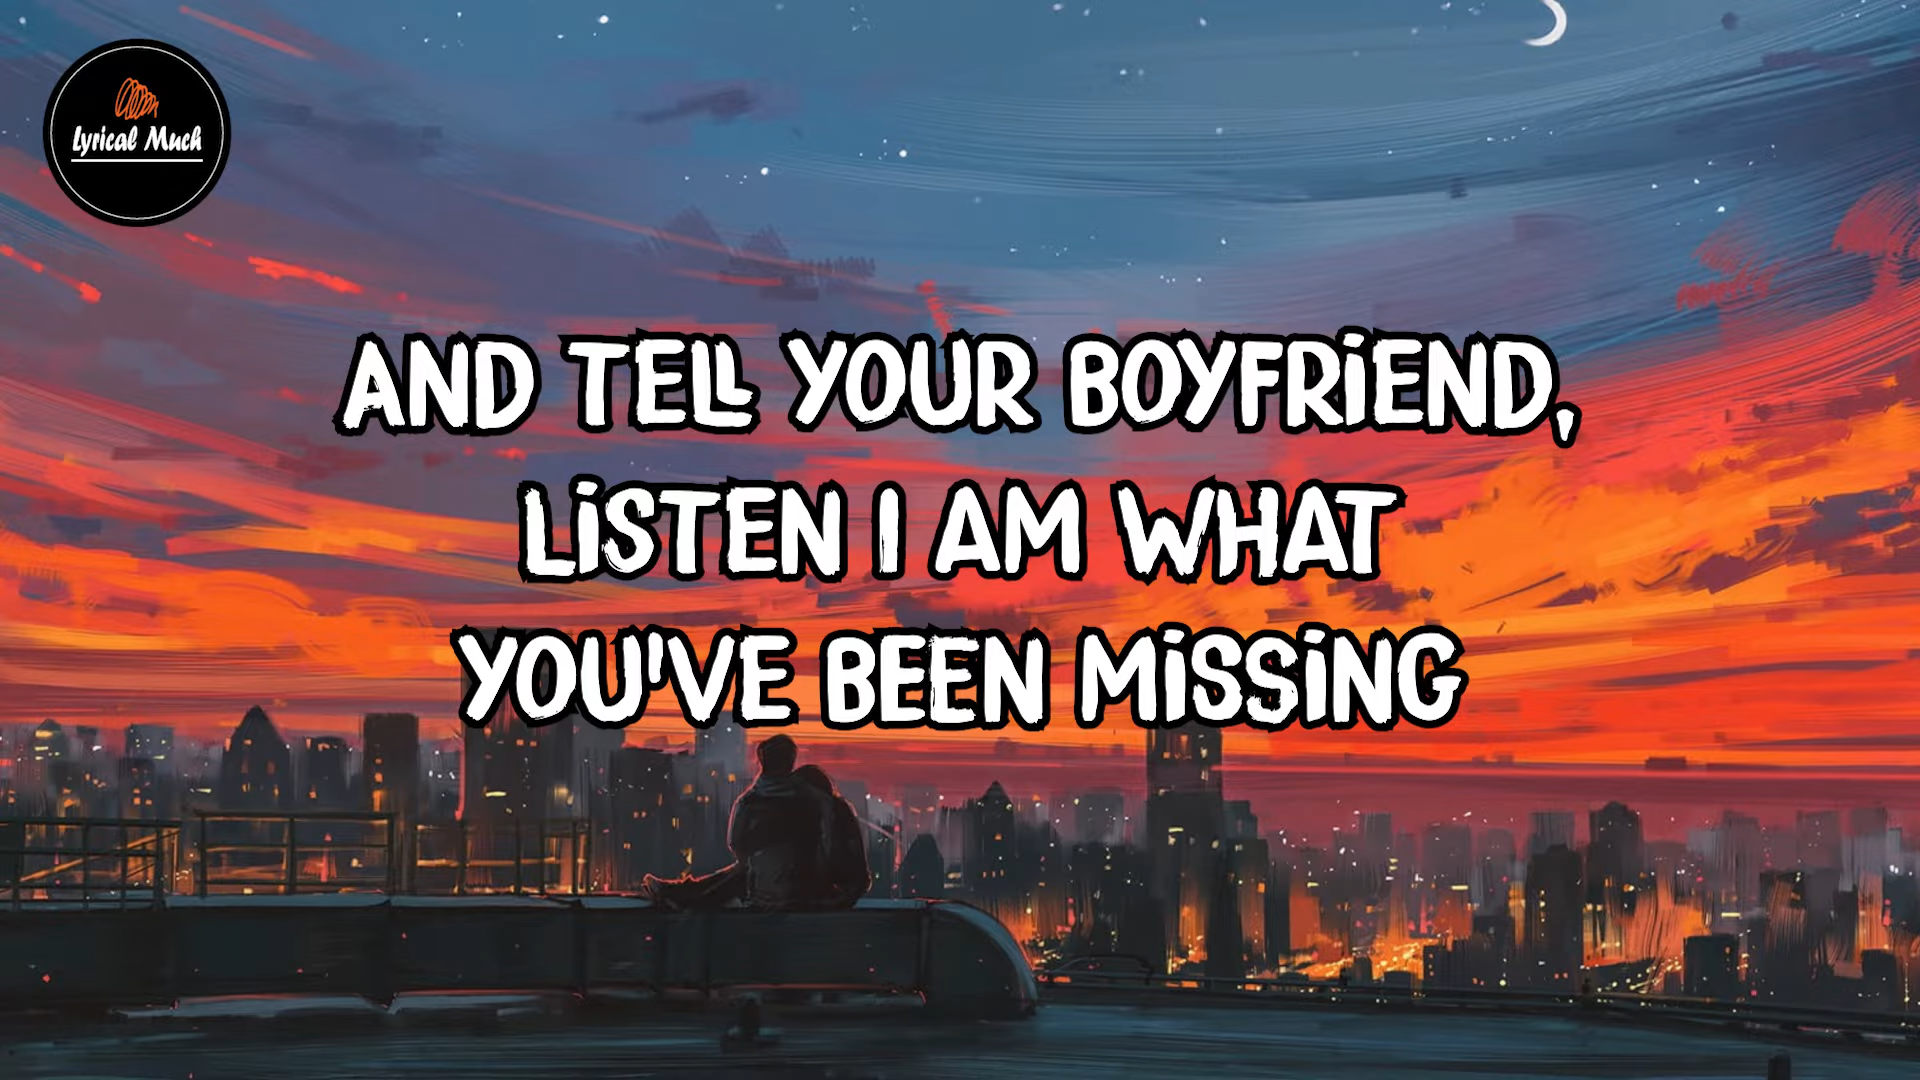 Lyrical Much
AND TELL YOUR BOYFRIEND,
LISTEN I AM WHAT
YOU'VE BEEN MISSING